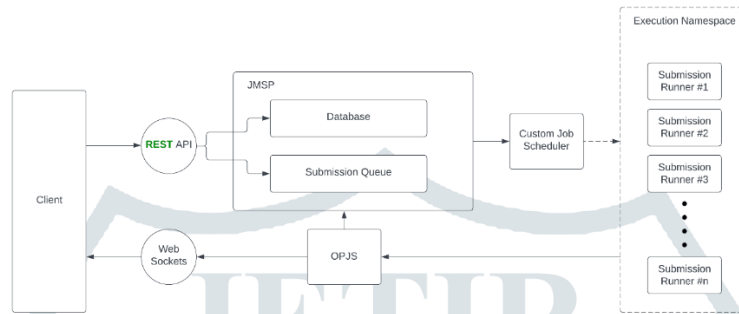 Execution Namespace
JMSP
Submission
Runner #1
Database
Submission
Runner #2
REST API
Custom Job
Scheduler
Submission Queue
Submission
Runner #3
Client
Web
Sockets
OPJS
Submission
Runner #n
IETIR